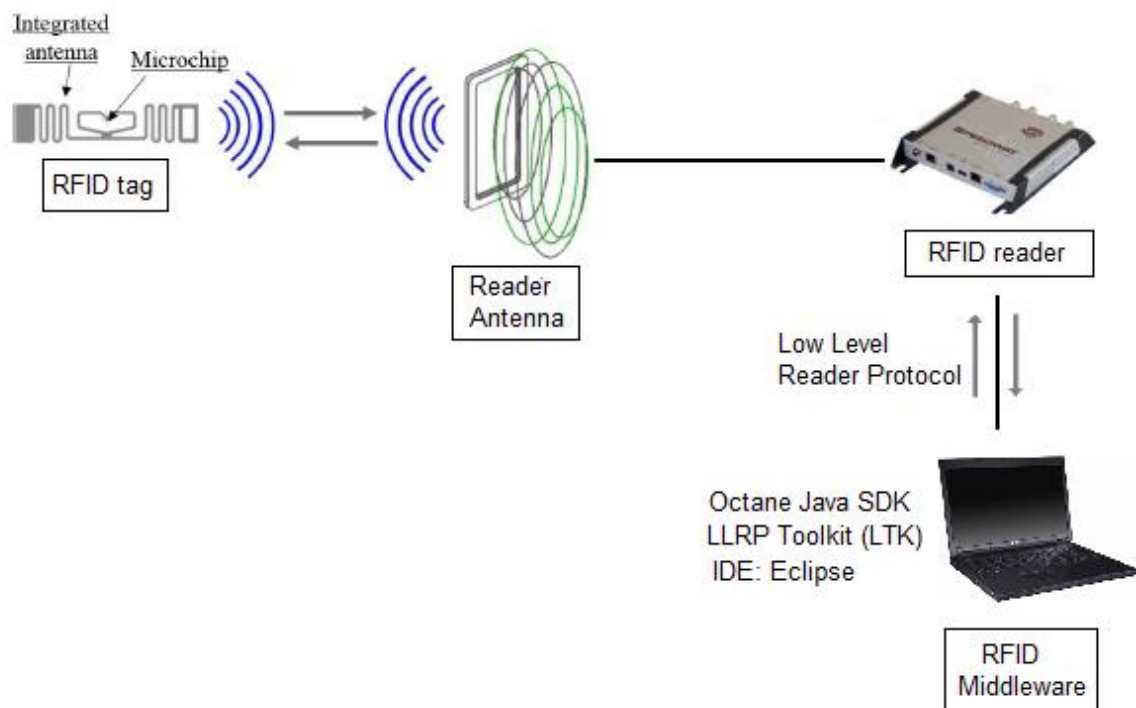 Integrated
antenna
Microchip
RFID tag
Reader
Antenna
RFID reader
Low Level
Reader Protocol
Octane Java SDK
LLRP Toolkit (LTK)
IDE: Eclipse
RFID
Middleware